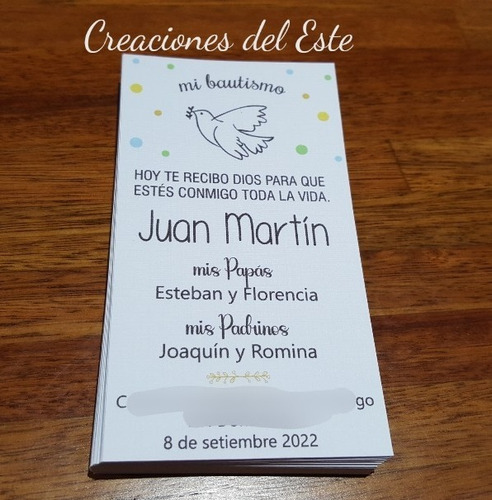 Creaciones del Este
mi bautismo
HOY TE RECIBO DIOS PARA QUE
ESTÉS CONMIGO TODA LA VIDA.
Juan Martín
mis Papás
Esteban y Florencia
mis Padrinos
Joaquín y Romina
8 de setiembre 2022